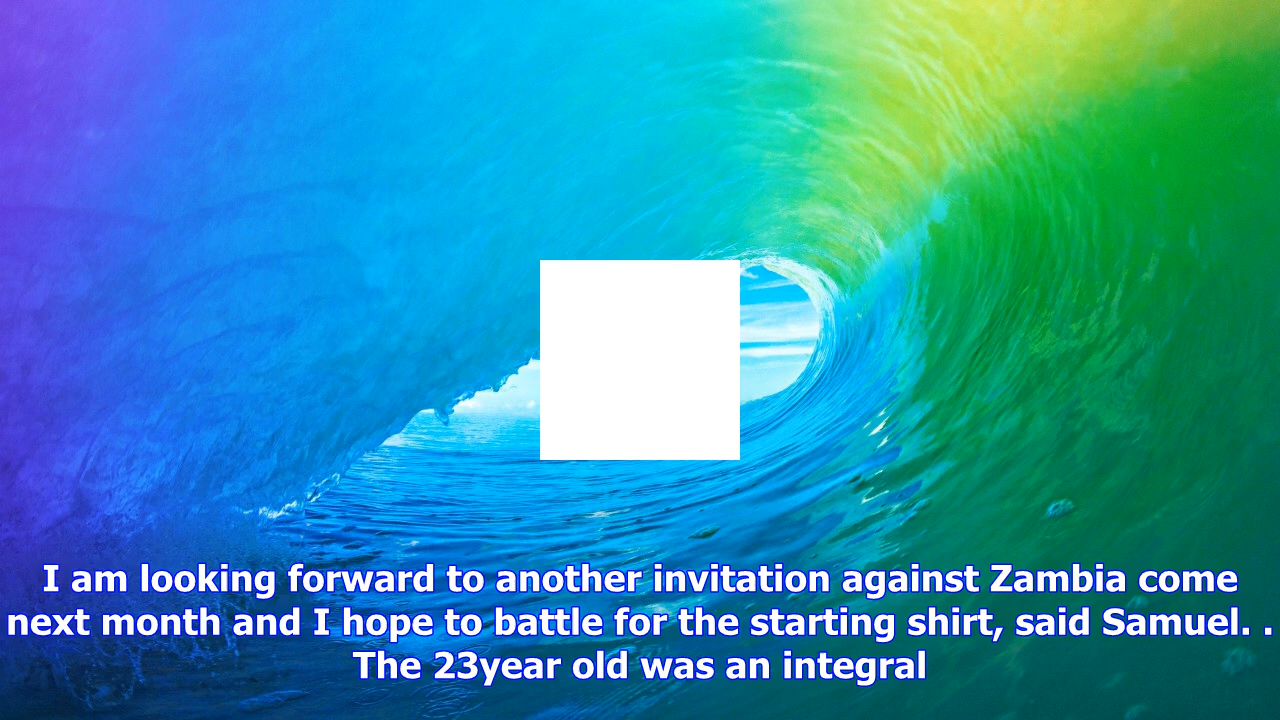 I am looking forward to another invitation against Zambia come
next month and I hope to battle for the starting shirt, said Samuel. .
The 23year old was an integral